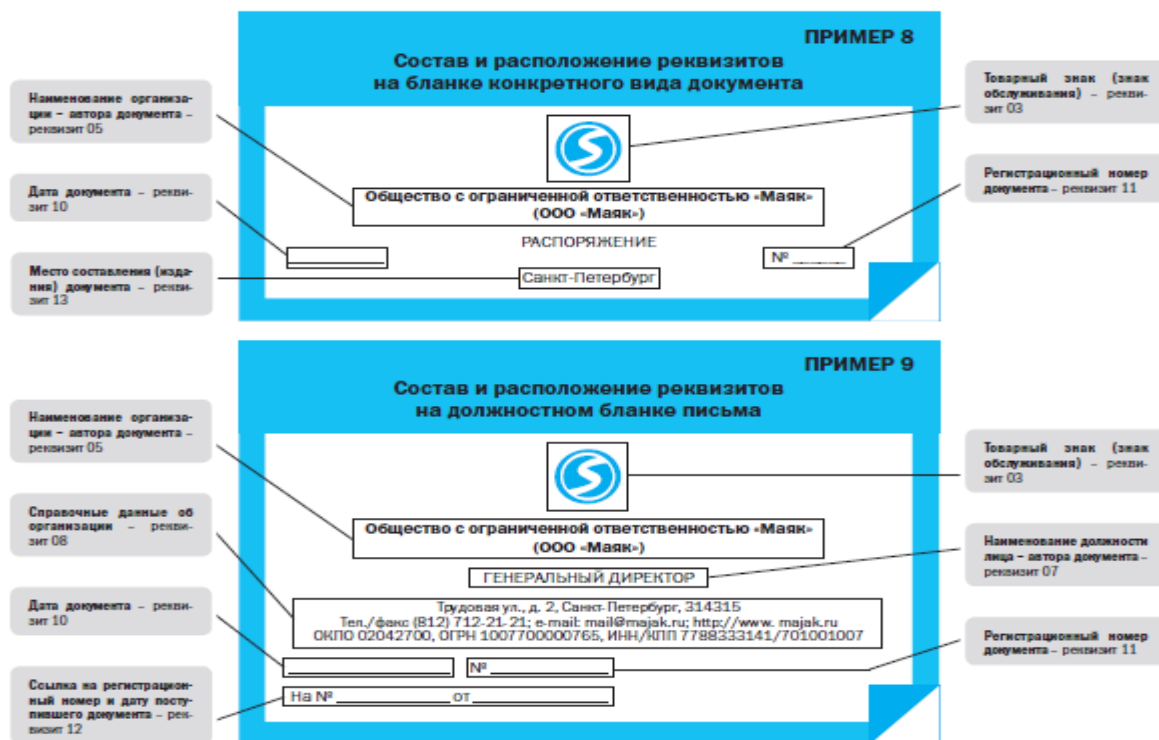 ПРИМЕР 8
Состав и расположение реквизитов
на бланке конкретного вида документа
Наименование организа-
ции – автора документа –
реквизит 05
Дата документа – рекви-
зит 10
Место составления (изда-
ния) документа – рекви-
зит 13
Товарный знак (знак
обслуживания) – рекви-
зит 03
Регистрационный номер
документа – реквизит 11
Общество с ограниченной ответственностью «Маяк»
(ООО «Маяк»)
РАСПОРЯЖЕНИЕ
№ ______
Санкт-Петербург
ПРИМЕР 9
Состав и расположение реквизитов
на должностном бланке письма
Наименование организа-
ции – автора документа –
реквизит 05
Справочные данные об
организации – рекви-
зит 08
Дата документа – рекви-
зит 10
Ссылка на регистрацион-
ный номер и дату посту-
пившего документа – рек-
визит 12
Товарный знак (знак
обслуживания) – рекви-
зит 03
Наименование должности
лица – автора документа –
реквизит 07
Регистрационный номер
документа – реквизит 11
Общество с ограниченной ответственностью «Маяк»
(ООО «Маяк»)
ГЕНЕРАЛЬНЫЙ ДИРЕКТОР
Трудовая ул., д. 2, Санкт-Петербург, 314315
Тел./факс (812) 712-21-21; e-mail: mail@majak.ru; http://www. majak.ru
ОКПО 02042700, ОГРН 1007700000765, ИНН/КПП 7788333141/701001007
№ ____________
На № ____________ от ______________